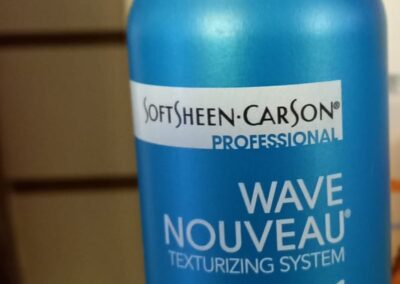 SOFTSHEEN·CARSON®
PROFESSIONAL
WAVE
NOUVEAU®
TEXTURIZING SYSTEM